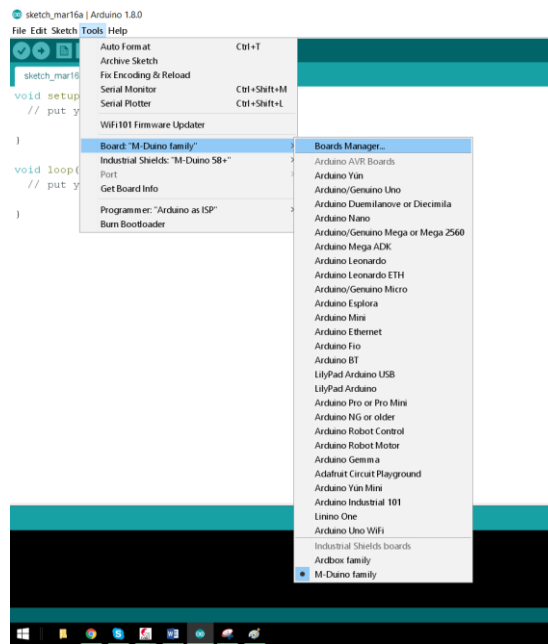 sketch_mar16a | Arduino 1.8.0
File Edit Sketch Tools Help
sketch_mar16
void setup
// put y
}
void loop(
// put y
}
Auto Format Ctrl+T
Archive Sketch
Fix Encoding & Reload
Serial Monitor Ctrl+Shift+M
Serial Plotter Ctrl+Shift+L
WiFi101 Firmware Updater
Board: "M-Duino family"
Industrial Shields: "M-Duino 58+"
Port
Get Board Info
Programmer: "Arduino as ISP"
Burn Bootloader
Boards Manager...
Arduino AVR Boards
Arduino Yún
Arduino/Genuino Uno
Arduino Duemilanove or Diecimila
Arduino Nano
Arduino/Genuino Mega or Mega 2560
Arduino Mega ADK
Arduino Leonardo
Arduino Leonardo ETH
Arduino/Genuino Micro
Arduino Esplora
Arduino Mini
Arduino Ethernet
Arduino Fio
Arduino BT
LilyPad Arduino USB
LilyPad Arduino
Arduino Pro or Pro Mini
Arduino NG or older
Arduino Robot Control
Arduino Robot Motor
Arduino Gemma
Adafruit Circuit Playground
Arduino Yún Mini
Arduino Industrial 101
Linino One
Arduino Uno WiFi
Industrial Shields boards
Ardbox family
M-Duino family